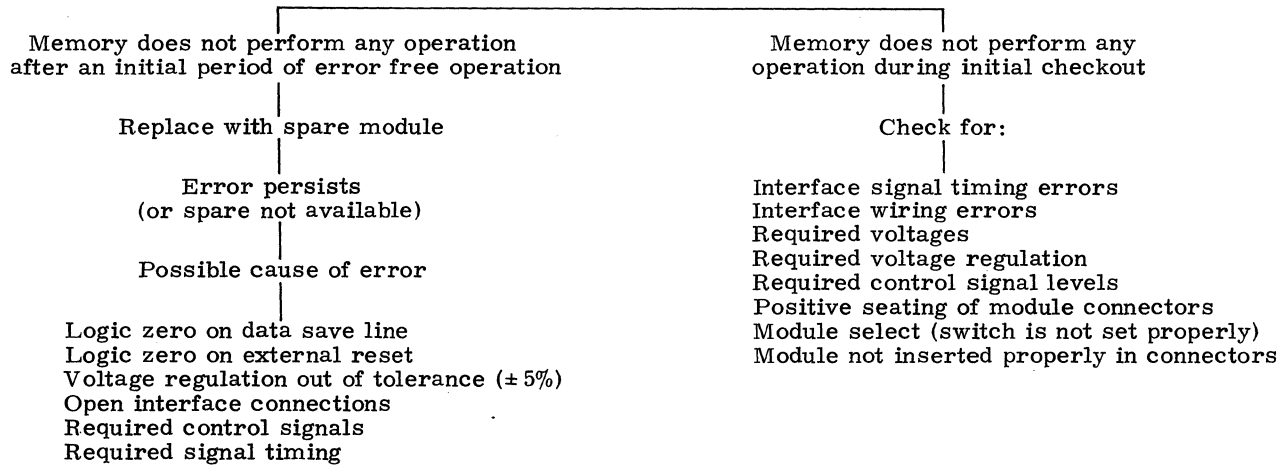 Memory does not perform any operation
after an initial period of error free operation
Replace with spare module
Error persists
(or spare not available)
Possible cause of error
Logic zero on data save line
Logic zero on external reset
Voltage regulation out of tolerance (± 5%)
Open interface connections
Required control signals
Required signal timing
Memory does not perform any
operation during initial checkout
Check for:
Interface signal timing errors
Interface wiring errors
Required voltages
Required voltage regulation
Required control signal levels
Positive seating of module connectors
Module select (switch is not set properly)
Module not inserted properly in connectors